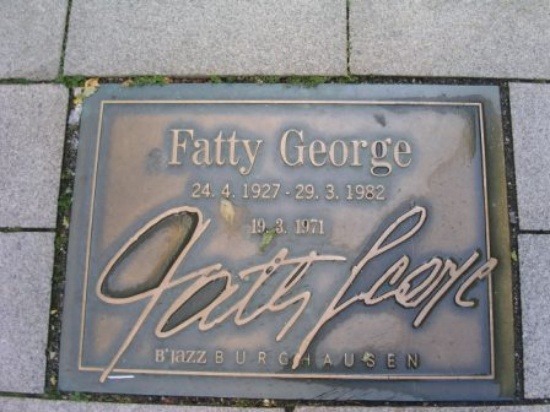 Fatty George
24. 4. 1927 - 29. 3. 1982
19. 3. 1971
Fatty George
B'JAZZ BURGHAUSEN